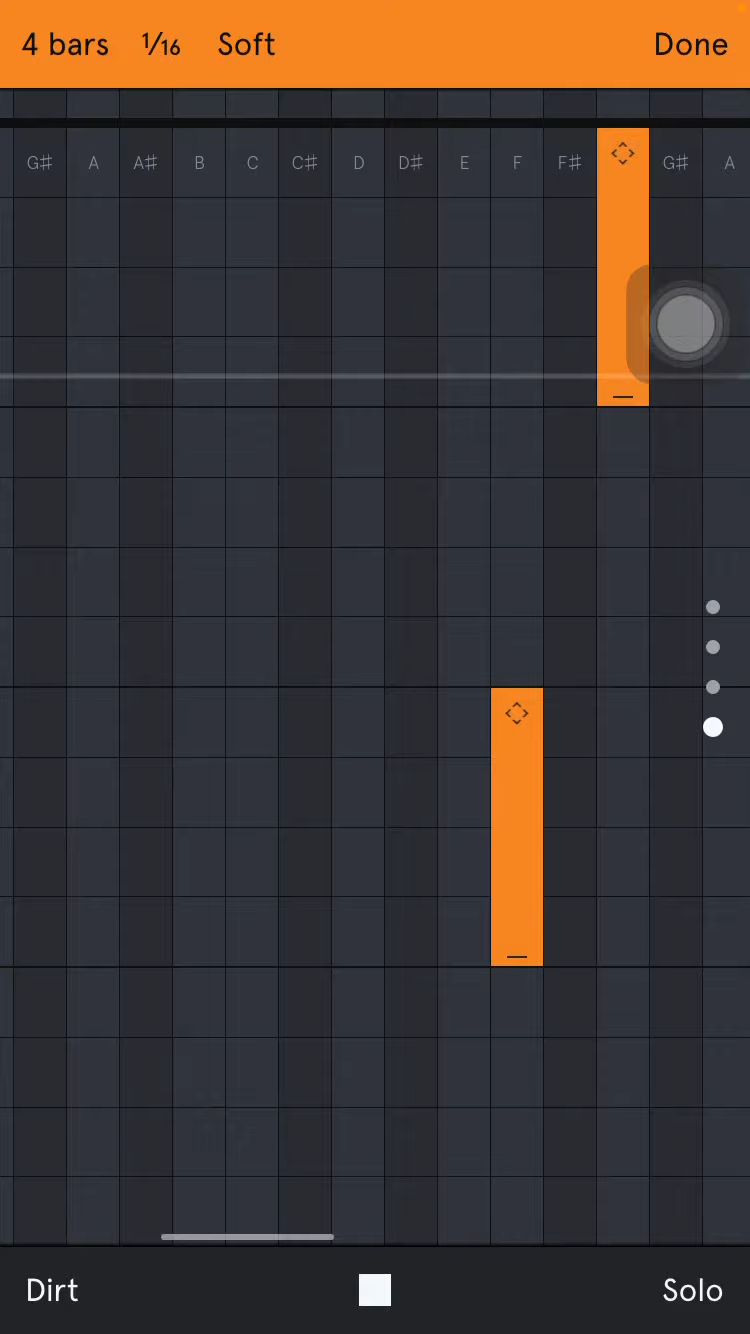 4 bars 1/16 Soft Done
G♯ A A♯ B C C♯ D D♯ E F F♯ G♯ A
Dirt Solo